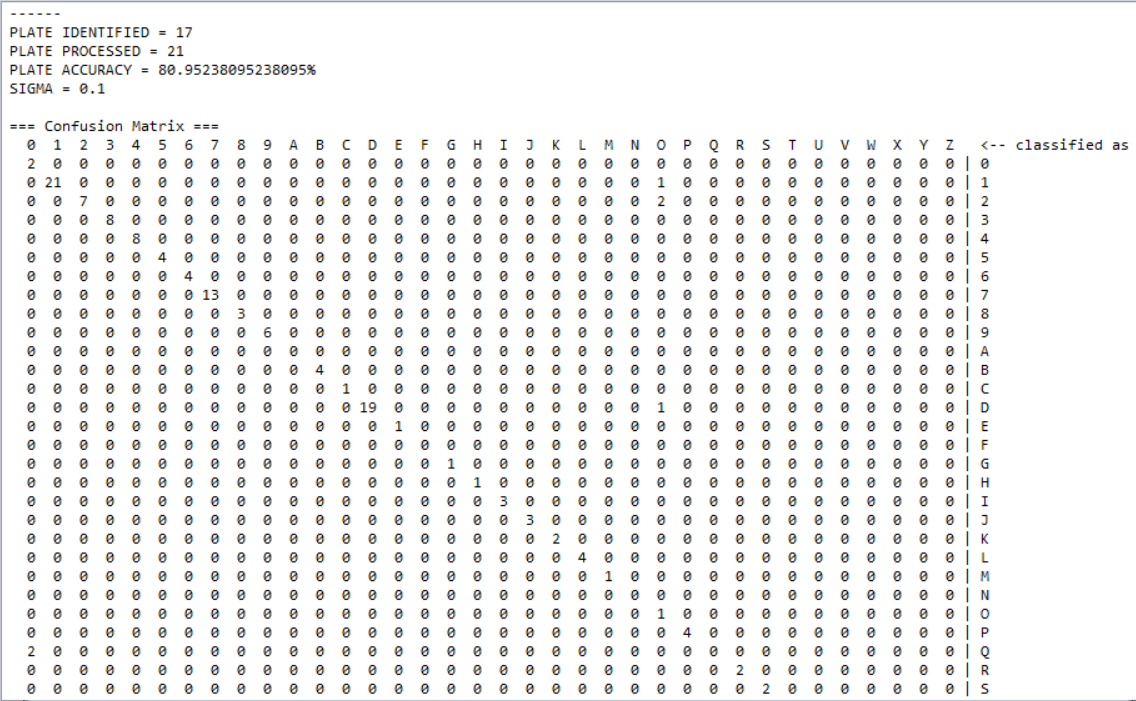 ------
PLATE IDENTIFIED = 17
PLATE PROCESSED = 21
PLATE ACCURACY = 80.95238095238095%
SIGMA = 0.1
=== Confusion Matrix ===
0 1 2 3 4 5 6 7 8 9 A B C D E F G H I J K L M N O P Q R S T U V W X Y Z <-- classified as
2 0 0 0 0 0 0 0 0 0 0 0 0 0 0 0 0 0 0 0 0 0 0 0 0 0 0 0 0 0 0 0 0 0 0 0 | 0
0 21 0 0 0 0 0 0 0 0 0 0 0 0 0 0 0 0 0 0 0 0 0 0 1 0 0 0 0 0 0 0 0 0 0 0 | 1
0 0 7 0 0 0 0 0 0 0 0 0 0 0 0 0 0 0 0 0 0 0 0 0 2 0 0 0 0 0 0 0 0 0 0 0 | 2
0 0 0 8 0 0 0 0 0 0 0 0 0 0 0 0 0 0 0 0 0 0 0 0 0 0 0 0 0 0 0 0 0 0 0 0 | 3
0 0 0 0 8 0 0 0 0 0 0 0 0 0 0 0 0 0 0 0 0 0 0 0 0 0 0 0 0 0 0 0 0 0 0 0 | 4
0 0 0 0 0 4 0 0 0 0 0 0 0 0 0 0 0 0 0 0 0 0 0 0 0 0 0 0 0 0 0 0 0 0 0 0 | 5
0 0 0 0 0 0 4 0 0 0 0 0 0 0 0 0 0 0 0 0 0 0 0 0 0 0 0 0 0 0 0 0 0 0 0 0 | 6
0 0 0 0 0 0 0 13 0 0 0 0 0 0 0 0 0 0 0 0 0 0 0 0 0 0 0 0 0 0 0 0 0 0 0 0 | 7
0 0 0 0 0 0 0 0 3 0 0 0 0 0 0 0 0 0 0 0 0 0 0 0 0 0 0 0 0 0 0 0 0 0 0 0 | 8
0 0 0 0 0 0 0 0 0 6 0 0 0 0 0 0 0 0 0 0 0 0 0 0 0 0 0 0 0 0 0 0 0 0 0 0 | 9
0 0 0 0 0 0 0 0 0 0 0 0 0 0 0 0 0 0 0 0 0 0 0 0 0 0 0 0 0 0 0 0 0 0 0 0 | A
0 0 0 0 0 0 0 0 0 0 0 4 0 0 0 0 0 0 0 0 0 0 0 0 0 0 0 0 0 0 0 0 0 0 0 0 | B
0 0 0 0 0 0 0 0 0 0 0 0 1 0 0 0 0 0 0 0 0 0 0 0 0 0 0 0 0 0 0 0 0 0 0 0 | C
0 0 0 0 0 0 0 0 0 0 0 0 0 19 0 0 0 0 0 0 0 0 0 0 1 0 0 0 0 0 0 0 0 0 0 0 | D
0 0 0 0 0 0 0 0 0 0 0 0 0 0 1 0 0 0 0 0 0 0 0 0 0 0 0 0 0 0 0 0 0 0 0 0 | E
0 0 0 0 0 0 0 0 0 0 0 0 0 0 0 0 0 0 0 0 0 0 0 0 0 0 0 0 0 0 0 0 0 0 0 0 | F
0 0 0 0 0 0 0 0 0 0 0 0 0 0 0 0 1 0 0 0 0 0 0 0 0 0 0 0 0 0 0 0 0 0 0 0 | G
0 0 0 0 0 0 0 0 0 0 0 0 0 0 0 0 0 1 0 0 0 0 0 0 0 0 0 0 0 0 0 0 0 0 0 0 | H
0 0 0 0 0 0 0 0 0 0 0 0 0 0 0 0 0 0 3 0 0 0 0 0 0 0 0 0 0 0 0 0 0 0 0 0 | I
0 0 0 0 0 0 0 0 0 0 0 0 0 0 0 0 0 0 0 3 0 0 0 0 0 0 0 0 0 0 0 0 0 0 0 0 | J
0 0 0 0 0 0 0 0 0 0 0 0 0 0 0 0 0 0 0 0 2 0 0 0 0 0 0 0 0 0 0 0 0 0 0 0 | K
0 0 0 0 0 0 0 0 0 0 0 0 0 0 0 0 0 0 0 0 0 4 0 0 0 0 0 0 0 0 0 0 0 0 0 0 | L
0 0 0 0 0 0 0 0 0 0 0 0 0 0 0 0 0 0 0 0 0 0 1 0 0 0 0 0 0 0 0 0 0 0 0 0 | M
0 0 0 0 0 0 0 0 0 0 0 0 0 0 0 0 0 0 0 0 0 0 0 0 0 0 0 0 0 0 0 0 0 0 0 0 | N
0 0 0 0 0 0 0 0 0 0 0 0 0 0 0 0 0 0 0 0 0 0 0 0 1 0 0 0 0 0 0 0 0 0 0 0 | O
0 0 0 0 0 0 0 0 0 0 0 0 0 0 0 0 0 0 0 0 0 0 0 0 0 4 0 0 0 0 0 0 0 0 0 0 | P
2 0 0 0 0 0 0 0 0 0 0 0 0 0 0 0 0 0 0 0 0 0 0 0 0 0 0 0 0 0 0 0 0 0 0 0 | Q
0 0 0 0 0 0 0 0 0 0 0 0 0 0 0 0 0 0 0 0 0 0 0 0 0 0 0 2 0 0 0 0 0 0 0 0 | R
0 0 0 0 0 0 0 0 0 0 0 0 0 0 0 0 0 0 0 0 0 0 0 0 0 0 0 0 2 0 0 0 0 0 0 0 | S